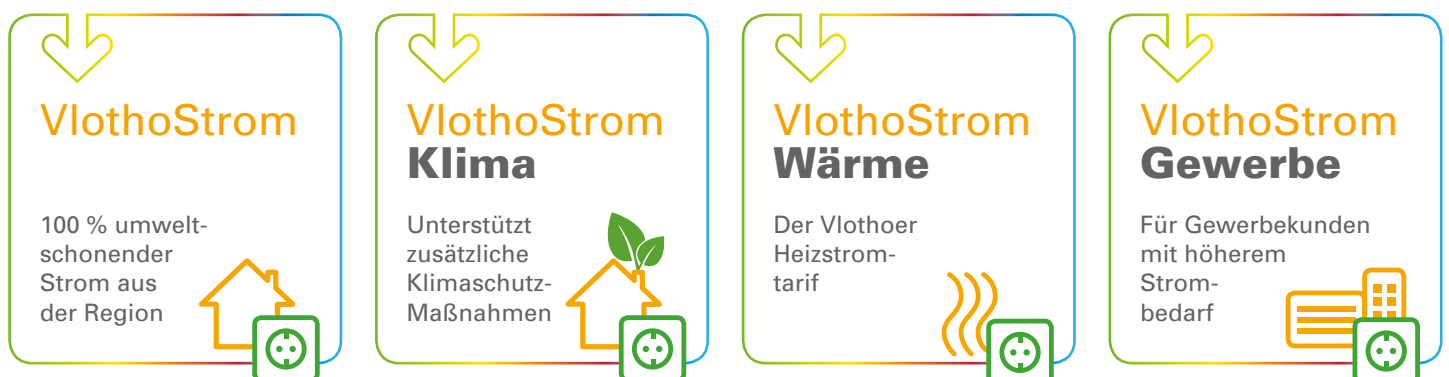 VlothoStrom
100 % umwelt-
schonender
Strom aus
der Region
VlothoStrom
Klima
Unterstützt
zusätzliche
Klimaschutz-
Maßnahmen
VlothoStrom
Wärme
Der Vlothoer
Heizstrom-
tarif
VlothoStrom
Gewerbe
Für Gewerbekunden
mit höherem
Strom-
bedarf